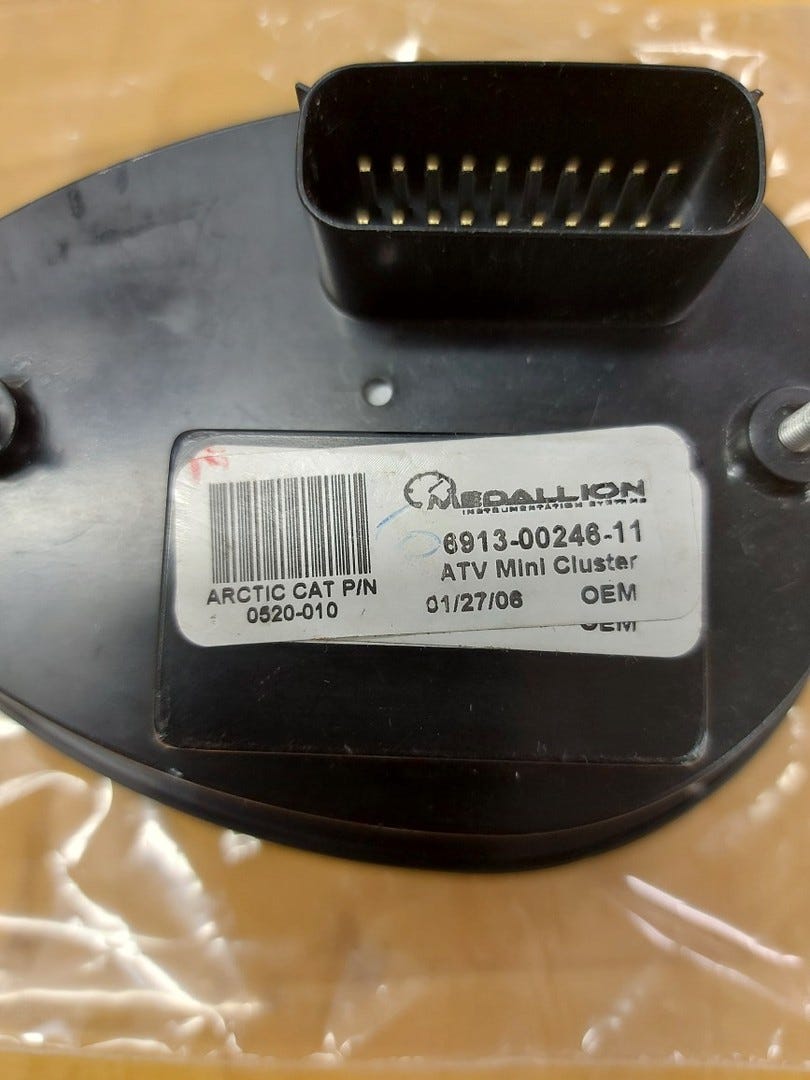 MEDALLION
INSTRUMENTATION SYSTEMS
6913-00246-11
ATV Mini Cluster
ARCTIC CAT P/N
0520-010
01/27/06 OEM
OEM